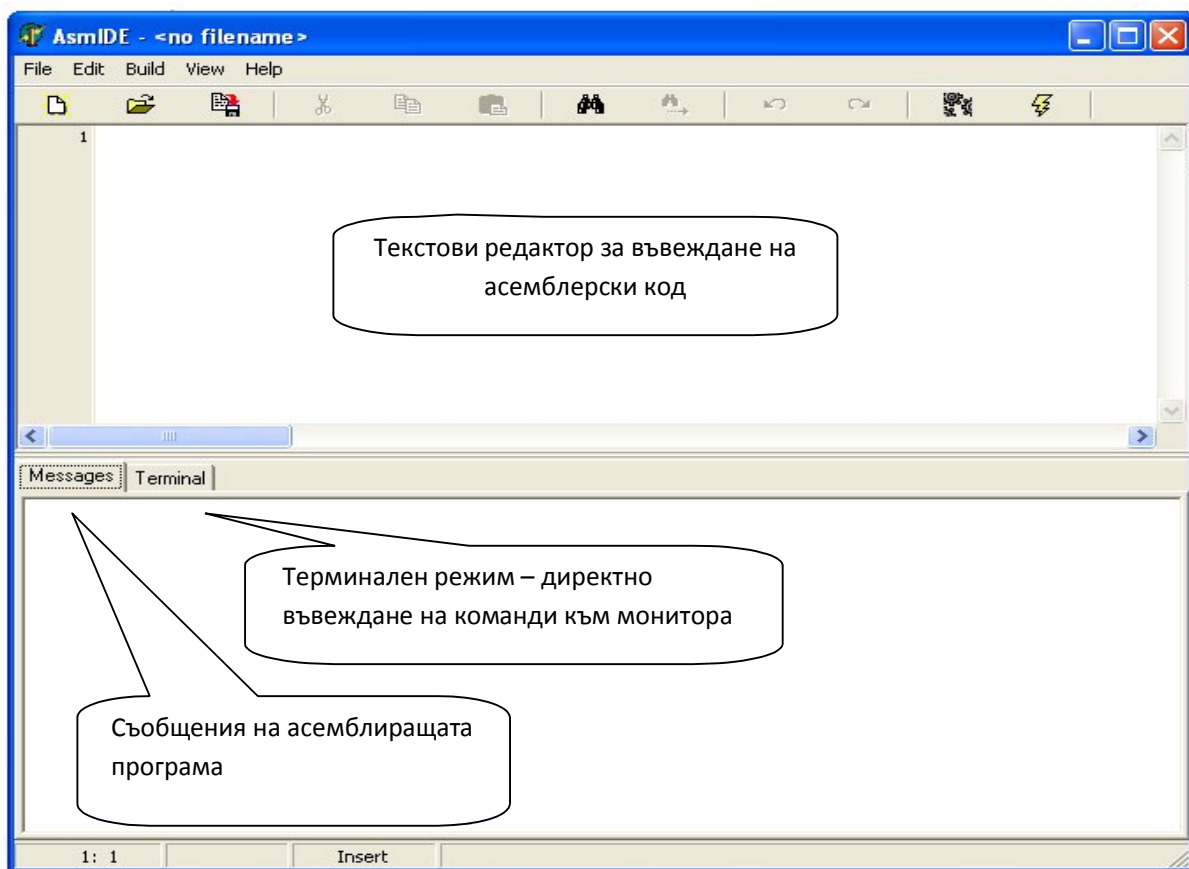 AsmIDE - <no filename>
File Edit Build View Help
1
Текстови редактор за въвеждане на
асемблерски код
Messages Terminal
Терминален режим – директно
въвеждане на команди към монитора
Съобщения на асемблиращата
програма
1: 1 Insert